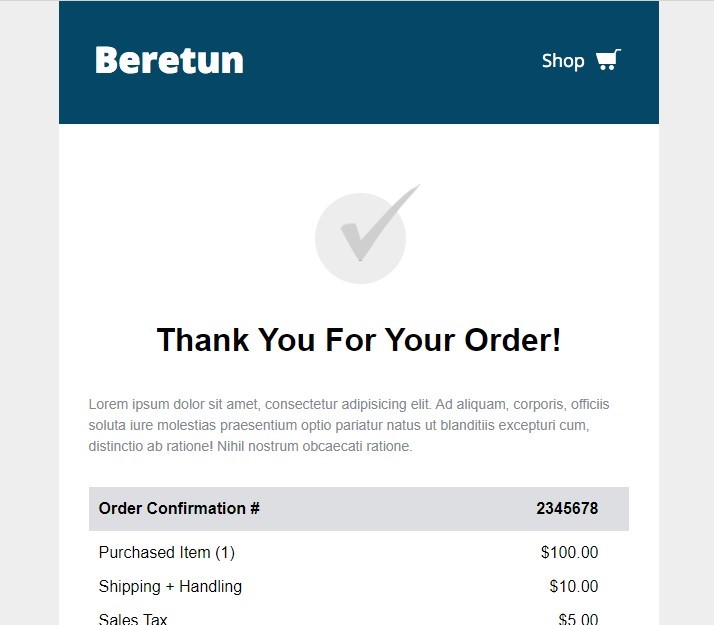 Beretun
Shop
Thank You For Your Order!
Lorem ipsum dolor sit amet, consectetur adipisicing elit. Ad aliquam, corporis, officiis
soluta iure molestias praesentium optio pariatur natus ut blanditiis excepturi cum,
distinctio ab ratione! Nihil nostrum obcaecati ratione.
Order Confirmation # 2345678
Purchased Item (1) $100.00
Shipping + Handling $10.00
Sales Tax $5.00